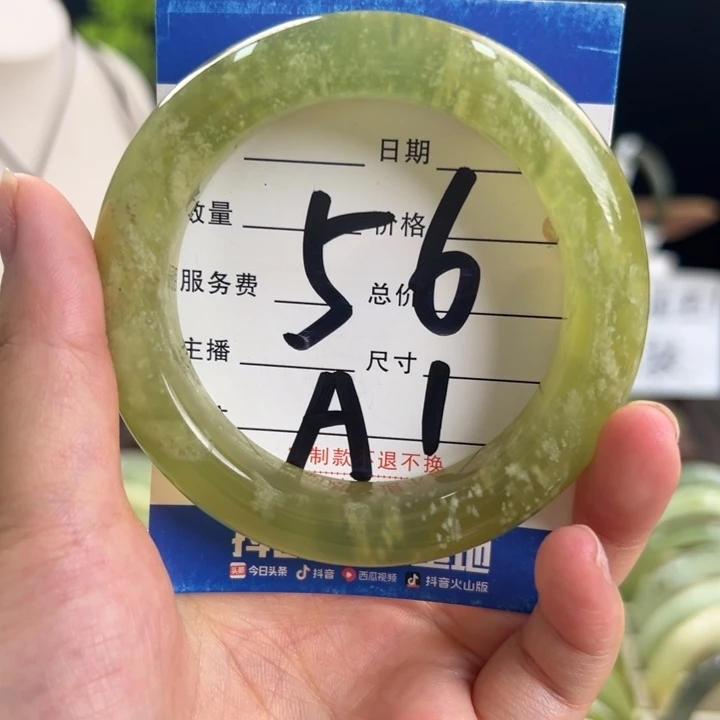 日期
数量 价格
56
服务费 总价
主播 尺寸
A1
制款不退不换
今日头条 抖音 西瓜视频 抖音火山版